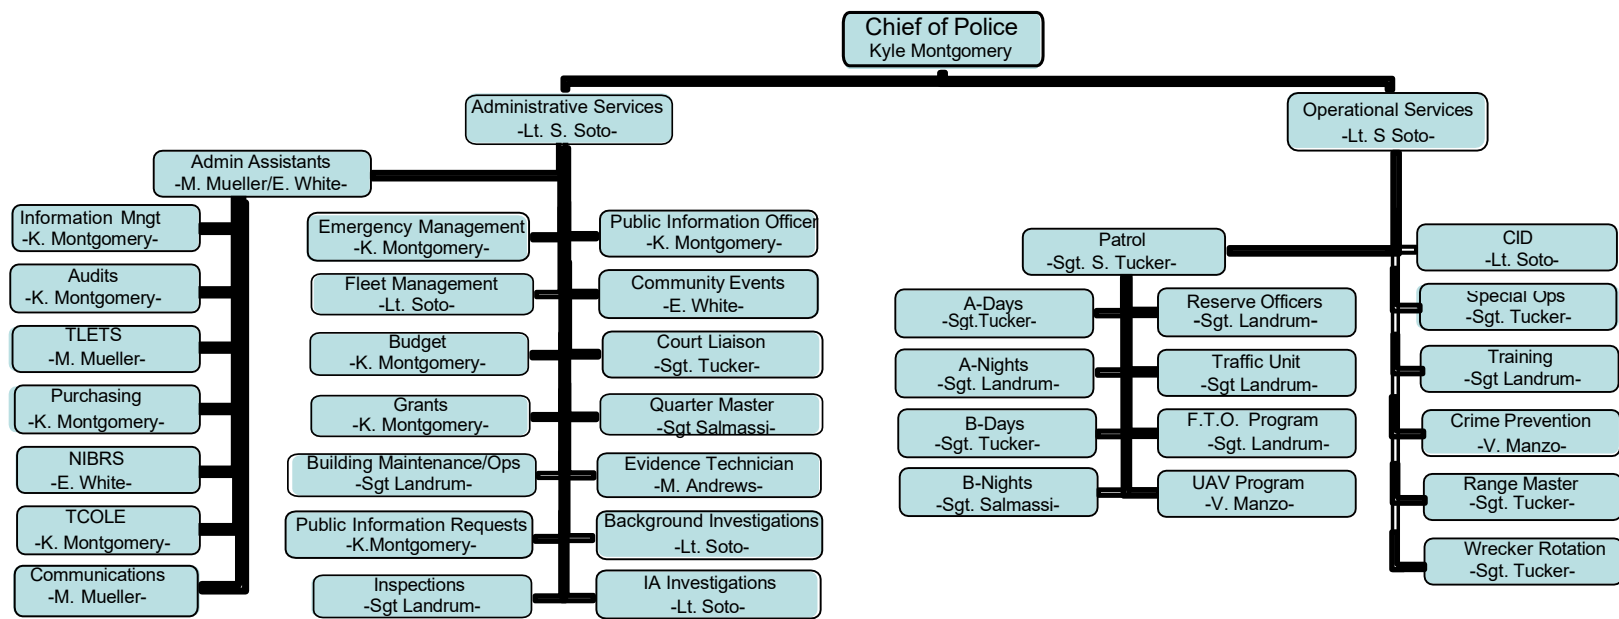 Chief of Police
Kyle Montgomery
Administrative Services
-Lt. S. Soto-
Operational Services
-Lt. S Soto-
Admin Assistants
-M. Mueller/E. White-
Information Mngt
-K. Montgomery-
Audits
-K. Montgomery-
TLETS
-M. Mueller-
Purchasing
-K. Montgomery-
NIBRS
-E. White-
TCOLE
-K. Montgomery-
Communications
-M. Mueller-
Emergency Management
-K. Montgomery-
Fleet Management
-Lt. Soto-
Budget
-K. Montgomery-
Grants
-K. Montgomery-
Building Maintenance/Ops
-Sgt Landrum-
Public Information Requests
-K.Montgomery-
Inspections
-Sgt Landrum-
Public Information Officer
-K. Montgomery-
Community Events
-E. White-
Court Liaison
-Sgt. Tucker-
Quarter Master
-Sgt Salmassi-
Evidence Technician
-M. Andrews-
Background Investigations
-Lt. Soto-
IA Investigations
-Lt. Soto-
Patrol
-Sgt. S. Tucker-
A-Days
-Sgt.Tucker-
A-Nights
-Sgt. Landrum-
B-Days
-Sgt. Tucker-
B-Nights
-Sgt. Salmassi-
Reserve Officers
-Sgt. Landrum-
Traffic Unit
-Sgt Landrum-
F.T.O. Program
-Sgt. Landrum-
UAV Program
-V. Manzo-
CID
-Lt. Soto-
Special Ops
-Sgt. Tucker-
Training
-Sgt Landrum-
Crime Prevention
-V. Manzo-
Range Master
-Sgt. Tucker-
Wrecker Rotation
-Sgt. Tucker-